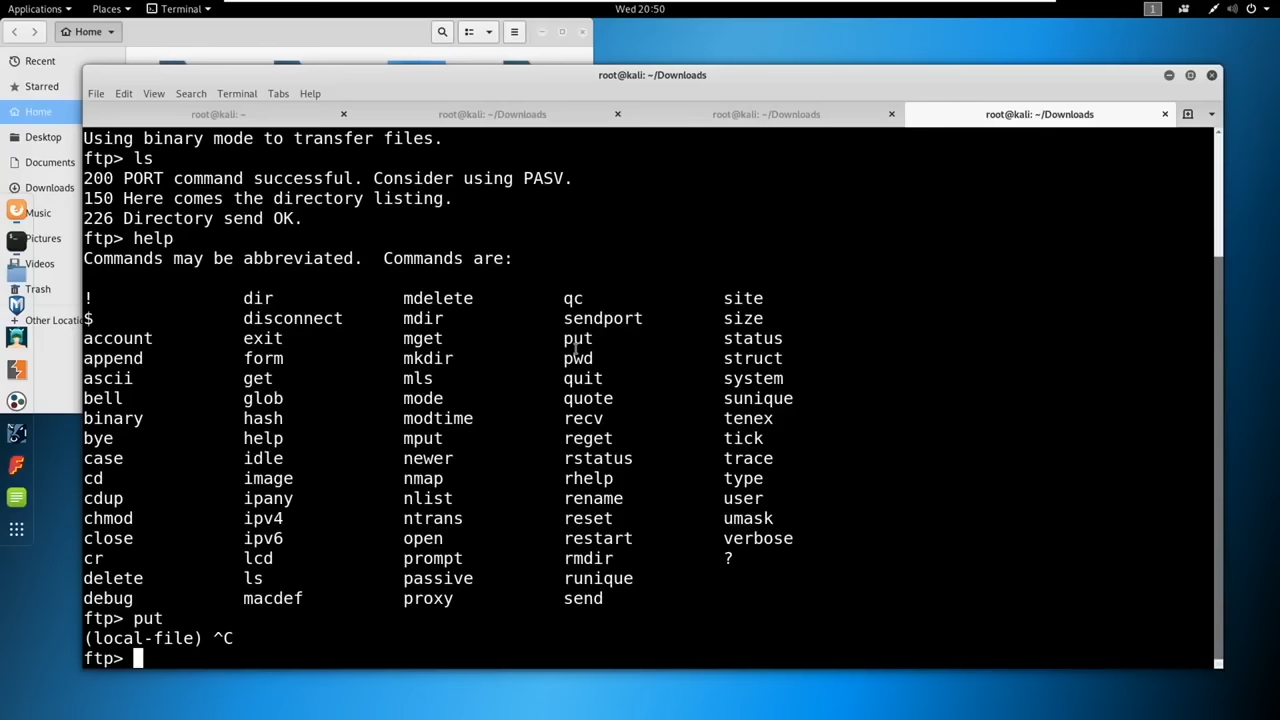 Applications Places Terminal Wed 20:50 1
Home
Recent
Starred
Home
Desktop
Documents
Downloads
Music
Pictures
Videos
Trash
Other Locatio
root@kali: ~/Downloads
File Edit View Search Terminal Tabs Help
root@kali: ~ root@kali: ~/Downloads root@kali: ~/Downloads root@kali: ~/Downloads
Using binary mode to transfer files.
ftp> ls
200 PORT command successful. Consider using PASV.
150 Here comes the directory listing.
226 Directory send OK.
ftp> help
Commands may be abbreviated.  Commands are:
! dir mdelete qc site
$ disconnect mdir sendport size
account exit mget put status
append form mkdir pwd struct
ascii get mls quit system
bell glob mode quote sunique
binary hash modtime recv tenex
bye help mput reget tick
case idle newer rstatus trace
cd image nmap rhelp type
cdup ipany nlist rename user
chmod ipv4 ntrans reset umask
close ipv6 open restart verbose
cr lcd prompt rmdir ?
delete ls passive runique
debug macdef proxy send
ftp> put
(local-file) ^C
ftp>